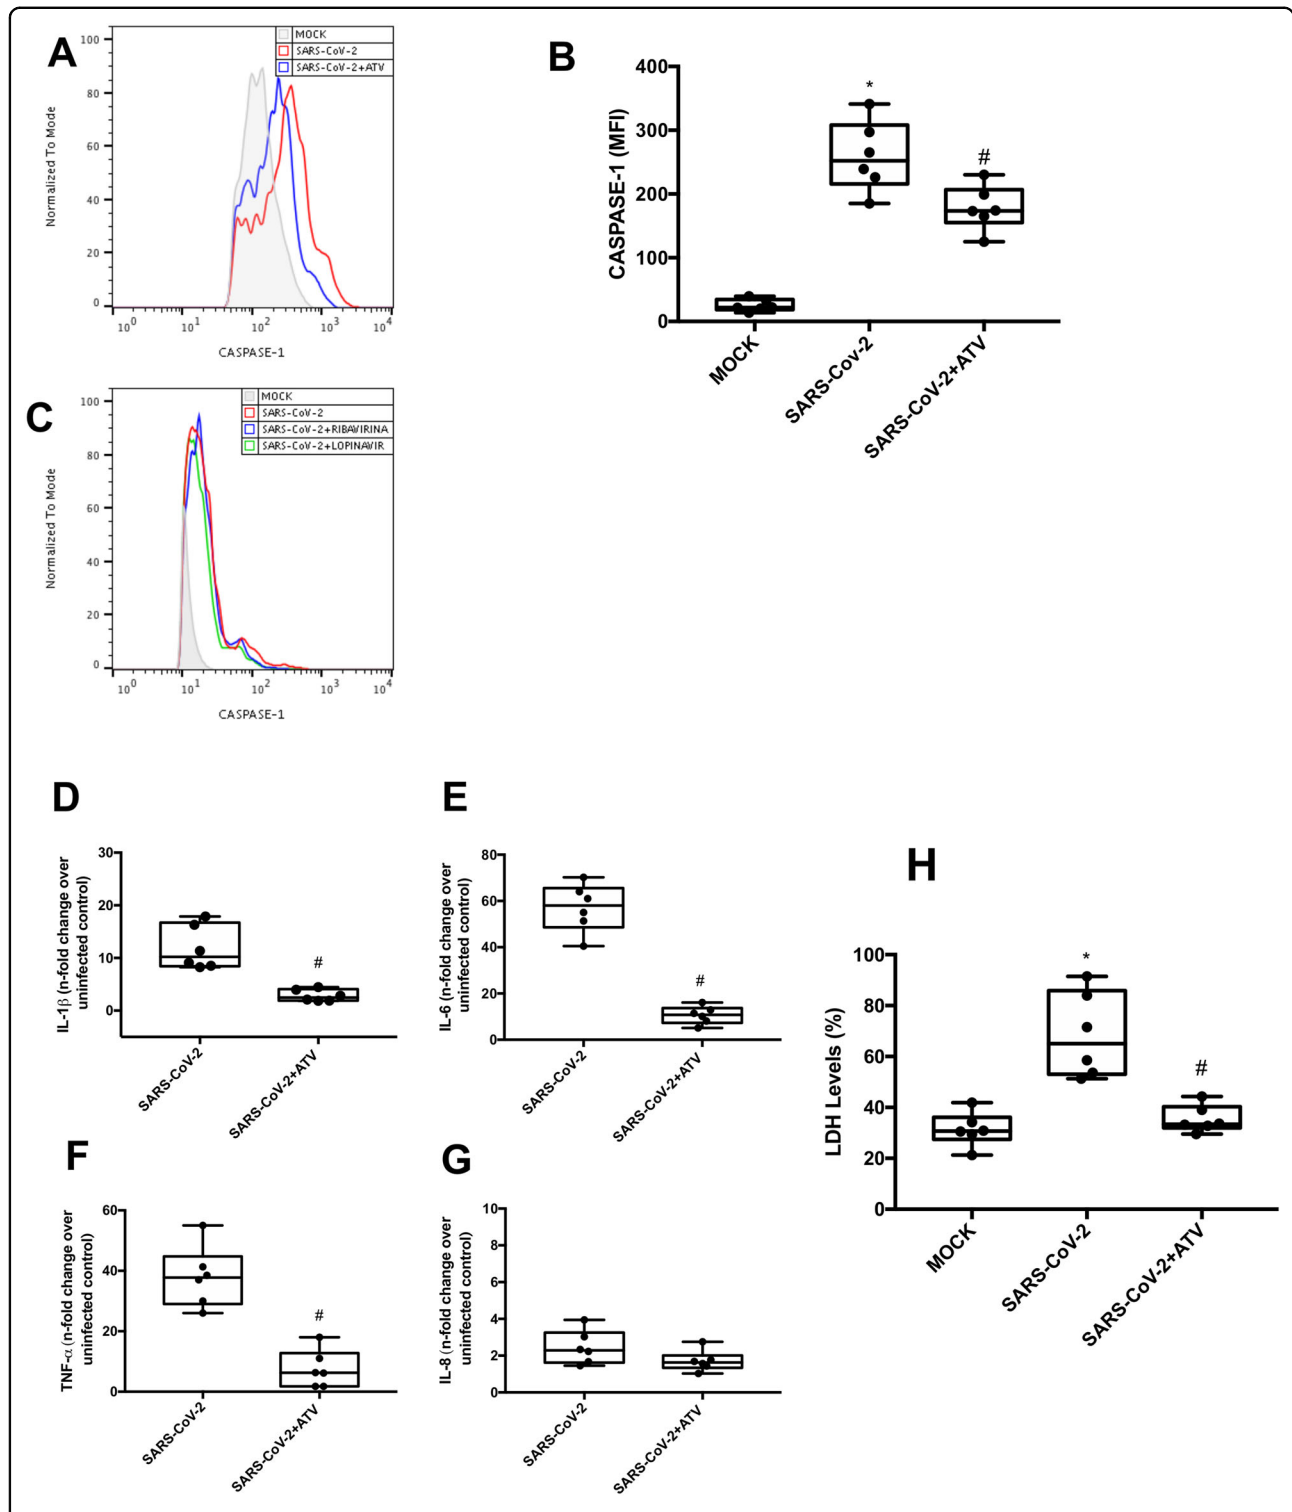 A
MOCK
SARS-CoV-2
SARS-CoV-2+ATV
Normalized To Mode
100
80
60
40
20
0
10^0 10^1 10^2 10^3 10^4
CASPASE-1
B
CASPASE-1 (MFI)
400
300
200
100
0
*
#
MOCK
SARS-Cov-2
SARS-CoV-2+ATV
C
MOCK
SARS-CoV-2
SARS-CoV-2+RIBAVIRINA
SARS-CoV-2+LOPINAVIR
Normalized To Mode
100
80
60
40
20
0
10^0 10^1 10^2 10^3 10^4
CASPASE-1
D
IL-1β (n-fold change over
uninfected control)
30
20
10
0
#
SARS-CoV-2
SARS-CoV-2+ATV
E
IL-6 (n-fold change over
uninfected control)
80
60
40
20
0
#
SARS-CoV-2
SARS-CoV-2+ATV
F
TNF-α (n-fold change over
uninfected control)
60
40
20
0
#
SARS-CoV-2
SARS-CoV-2+ATV
G
IL-8 (n-fold change over
uninfected control)
10
8
6
4
2
0
SARS-CoV-2
SARS-CoV-2+ATV
H
LDH Levels (%)
100
80
60
40
20
0
*
#
MOCK
SARS-CoV-2
SARS-CoV-2+ATV